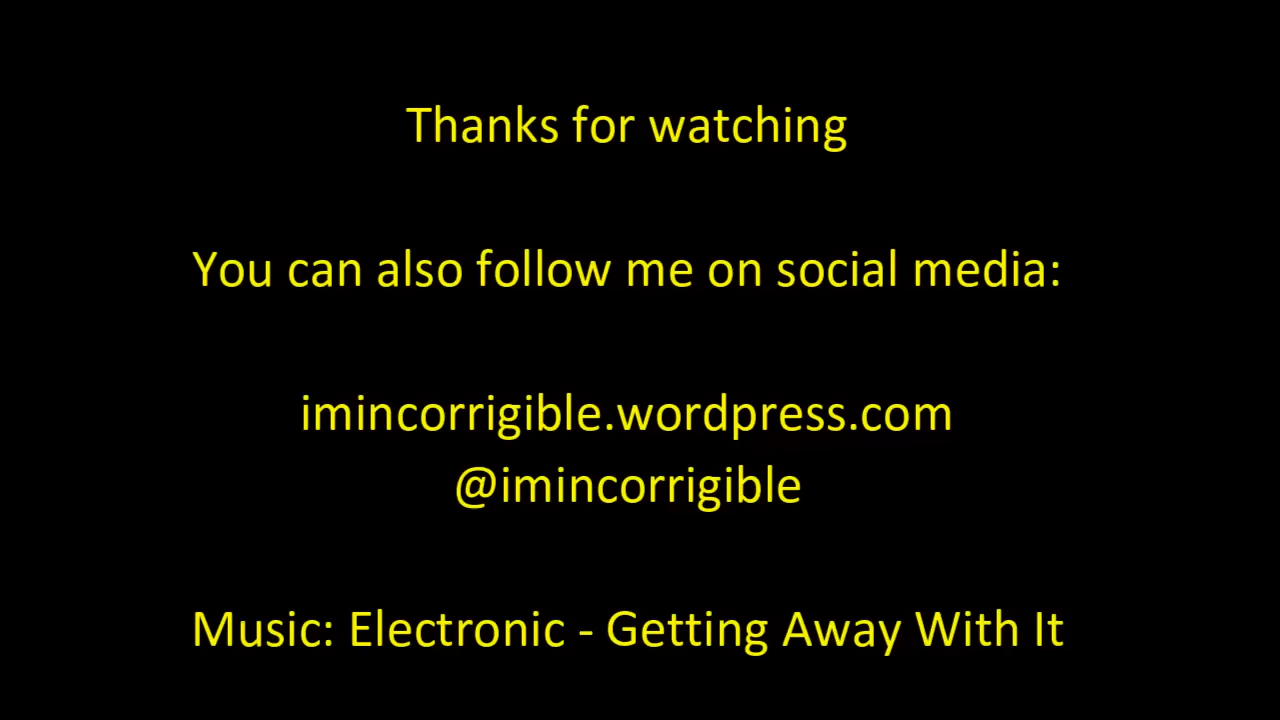 Thanks for watching
You can also follow me on social media:
imincorrigible.wordpress.com
@imincorrigible
Music: Electronic - Getting Away With It